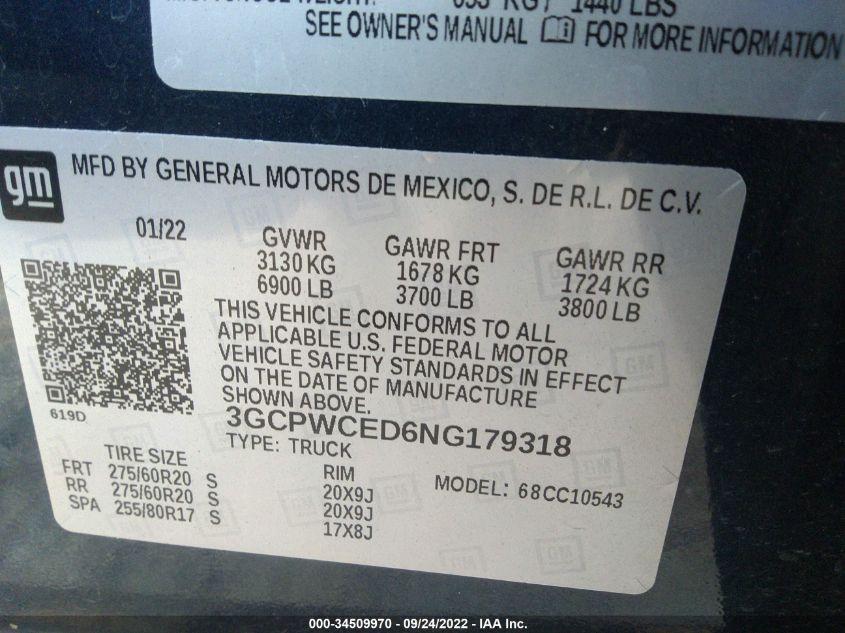 KG / 1440 LBS
SEE OWNER'S MANUAL FOR MORE INFORMATION
gm MFD BY GENERAL MOTORS DE MEXICO, S. DE R.L. DE C.V.
01/22 GVWR GAWR FRT GAWR RR
3130 KG 1678 KG 1724 KG
6900 LB 3700 LB 3800 LB
THIS VEHICLE CONFORMS TO ALL
APPLICABLE U.S. FEDERAL MOTOR
VEHICLE SAFETY STANDARDS IN EFFECT
ON THE DATE OF MANUFACTURE
SHOWN ABOVE.
619D
3GCPWCED6NG179318
TYPE: TRUCK
TIRE SIZE RIM MODEL: 68CC10543
FRT 275/60R20 S 20X9J
RR 275/60R20 S 20X9J
SPA 255/80R17 S 17X8J
000-34509970 - 09/24/2022 - IAA Inc.